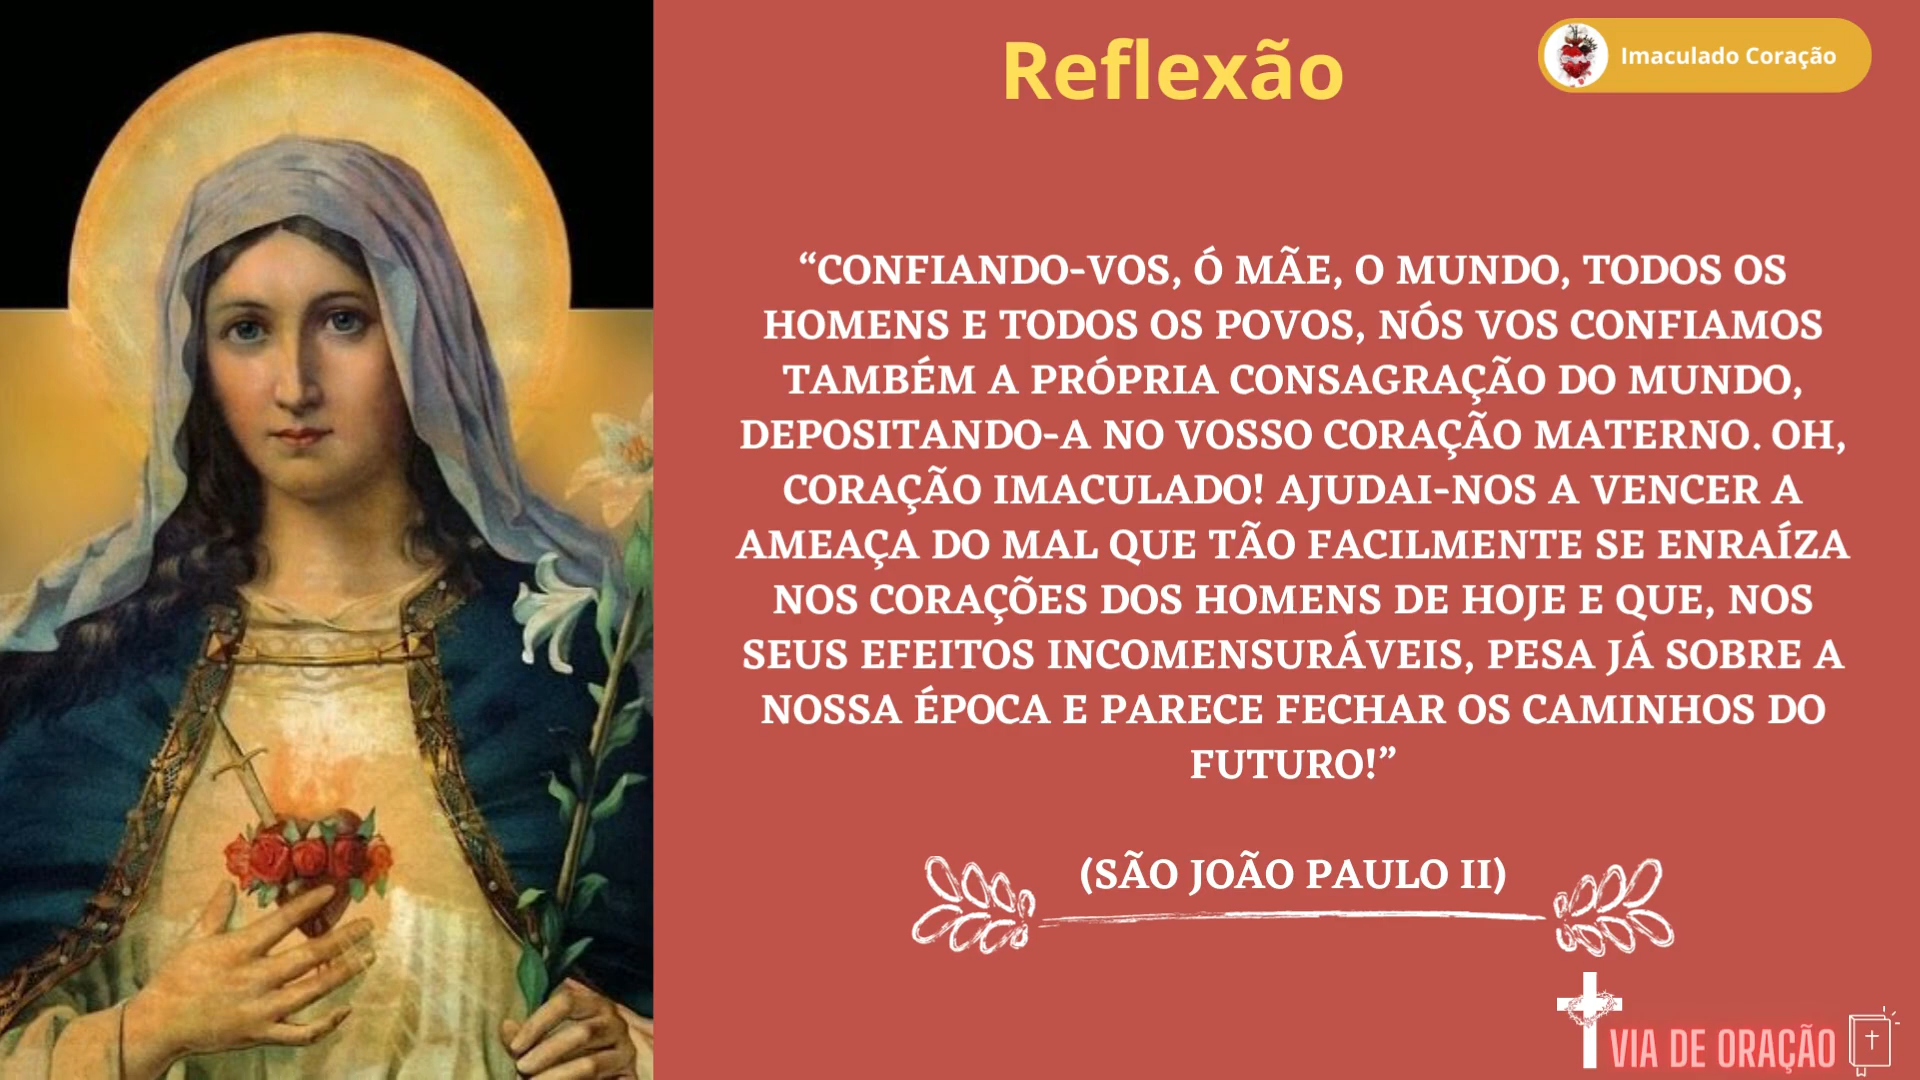 Reflexão
Imaculado Coração
“CONFIANDO-VOS, Ó MÃE, O MUNDO, TODOS OS
HOMENS E TODOS OS POVOS, NÓS VOS CONFIAMOS
TAMBÉM A PRÓPRIA CONSAGRAÇÃO DO MUNDO,
DEPOSITANDO-A NO VOSSO CORAÇÃO MATERNO. OH,
CORAÇÃO IMACULADO! AJUDAI-NOS A VENCER A
AMEAÇA DO MAL QUE TÃO FACILMENTE SE ENRAÍZA
NOS CORAÇÕES DOS HOMENS DE HOJE E QUE, NOS
SEUS EFEITOS INCOMENSURÁVEIS, PESA JÁ SOBRE A
NOSSA ÉPOCA E PARECE FECHAR OS CAMINHOS DO
FUTURO!”
(SÃO JOÃO PAULO II)
VIA DE ORAÇÃO